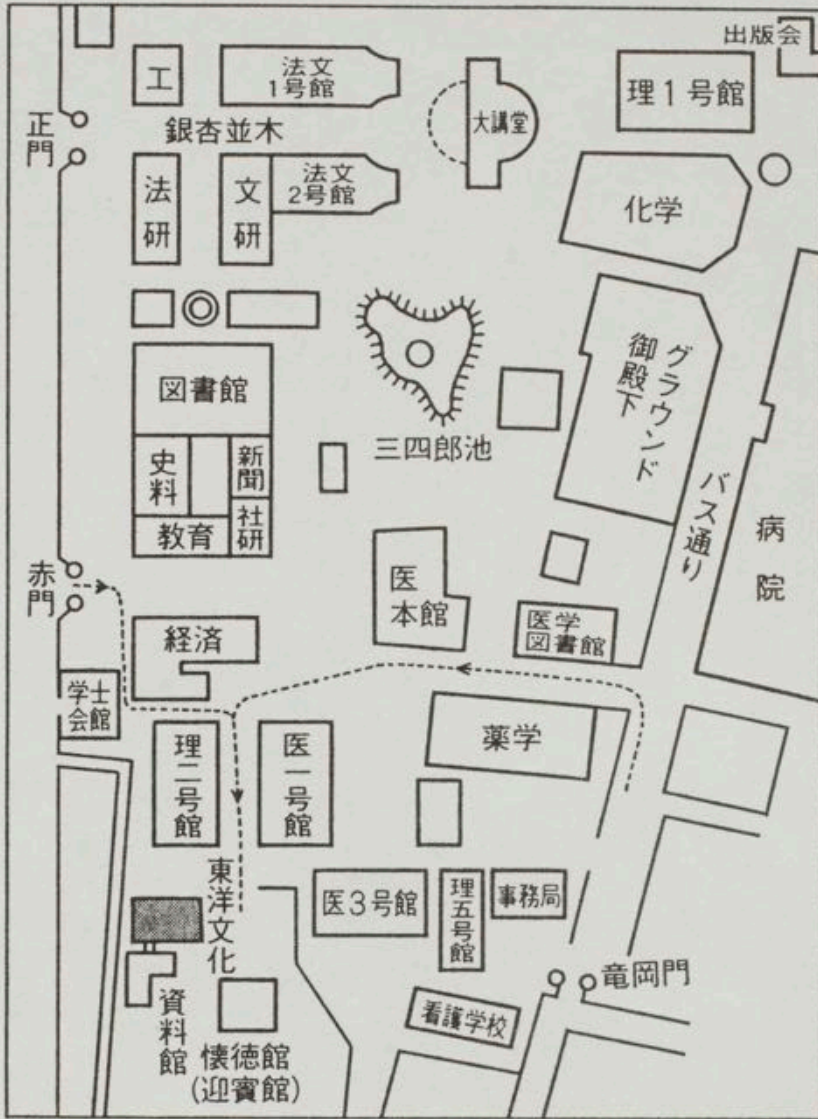 出版会
工
法文
1号館
大講堂
理1号館
正門
銀杏並木
法研
文研
法文
2号館
化学
図書館
三四郎池
御殿下
グラウンド
バス通り
病院
史料
新聞
教育
社研
赤門
経済
医
本館
医学
図書館
学士
会館
理二号館
医一号館
薬学
東洋文化
医3号館
理五号館
事務局
竜岡門
資料館
懐徳館
(迎賓館)
看護学校